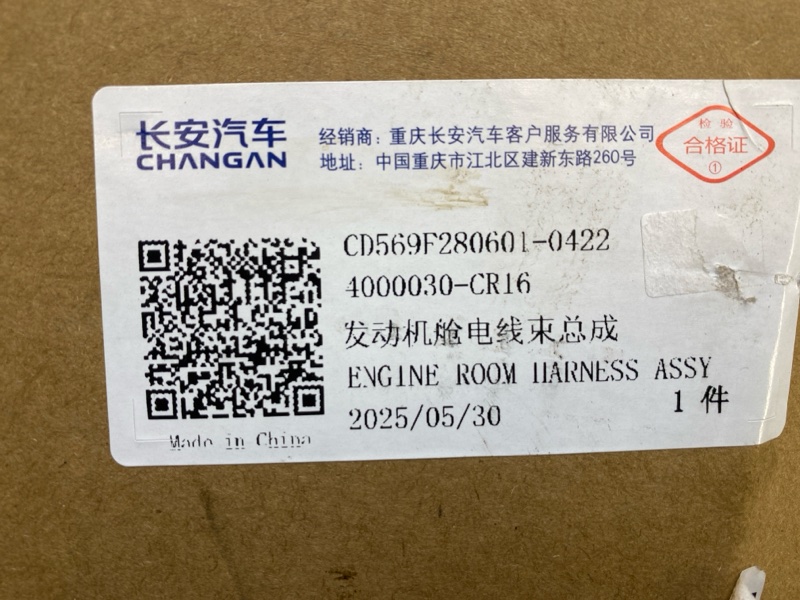 长安汽车
CHANGAN
经销商：重庆长安汽车客户服务有限公司
地址：中国重庆市江北区建新东路260号
检 验
合格证
①
CD569F280601-0422
4000030-CR16
发动机舱电线束总成
ENGINE ROOM HARNESS ASSY
2025/05/30
1 件
Made in China